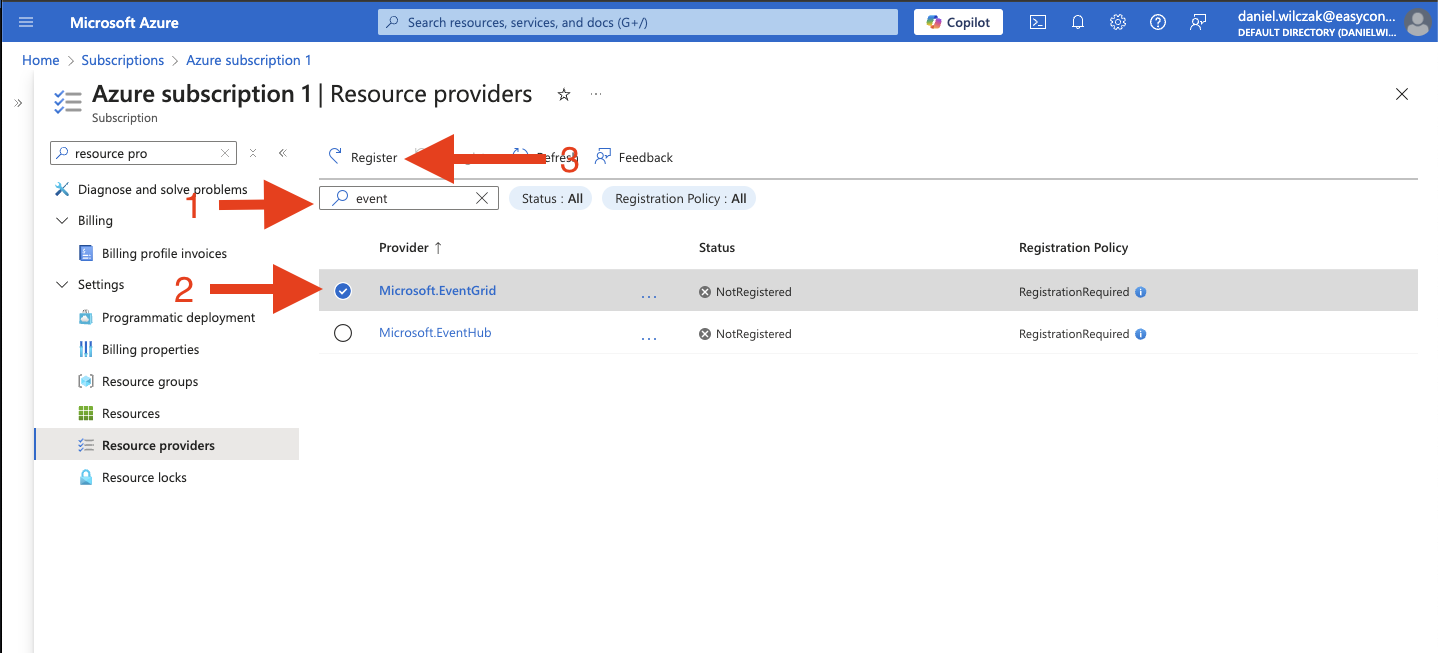 Microsoft Azure
Search resources, services, and docs (G+/)
Copilot
daniel.wilczak@easycon...
DEFAULT DIRECTORY (DANIELWI...
Home > Subscriptions > Azure subscription 1
Azure subscription 1 | Resource providers
Subscription
resource pro
Register
Refresh
3
Feedback
Diagnose and solve problems
1
event
Status : All
Registration Policy : All
Billing
Billing profile invoices
Provider ↑
Status
Registration Policy
Settings
2
Microsoft.EventGrid
...
NotRegistered
RegistrationRequired
Programmatic deployment
Microsoft.EventHub
...
NotRegistered
RegistrationRequired
Billing properties
Resource groups
Resources
Resource providers
Resource locks